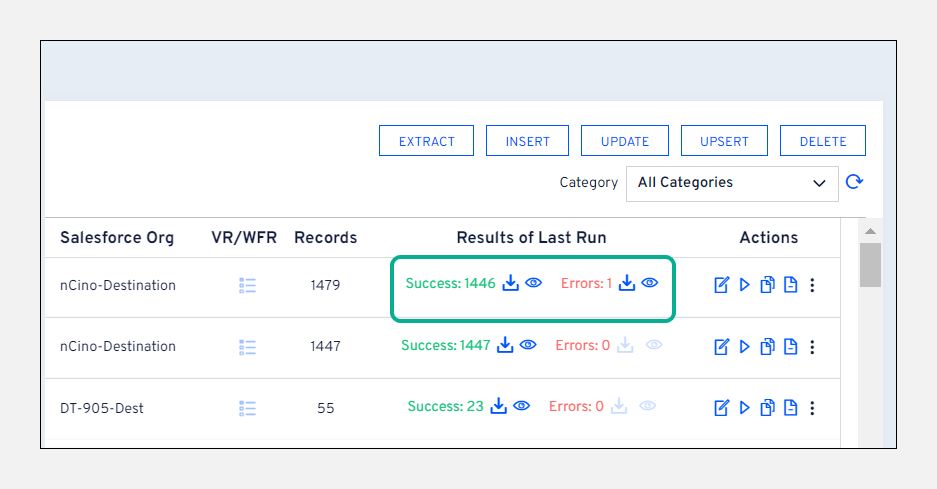 EXTRACT INSERT UPDATE UPSERT DELETE
Category All Categories
Salesforce Org VR/WFR Records Results of Last Run Actions
nCino-Destination 1479 Success: 1446 Errors: 1
nCino-Destination 1447 Success: 1447 Errors: 0
DT-905-Dest 55 Success: 23 Errors: 0